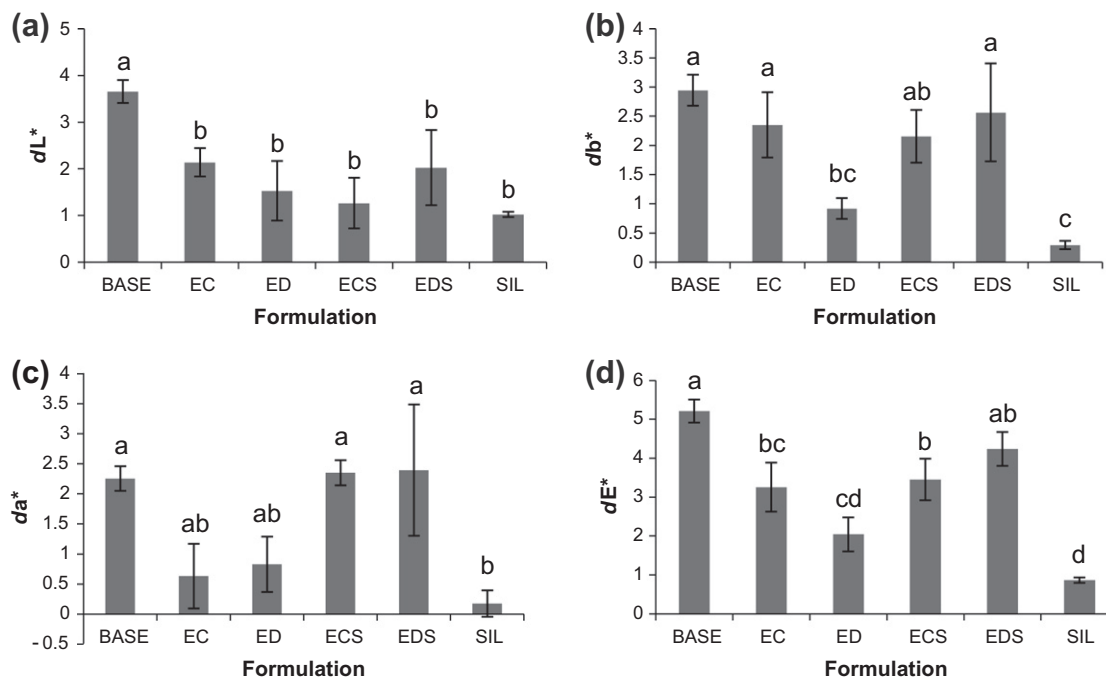 (a)
5
4
3
2
1
0
dL*
a
b
b
b
b
b
BASE EC ED ECS EDS SIL
Formulation
(b)
4
3.5
3
2.5
2
1.5
1
0.5
0
db*
a
a
bc
ab
a
c
BASE EC ED ECS EDS SIL
Formulation
(c)
4
3.5
3
2.5
2
1.5
1
0.5
0
-0.5
da*
a
ab
ab
a
a
b
BASE EC ED ECS EDS SIL
Formulation
(d)
6
5
4
3
2
1
0
dE*
a
bc
cd
b
ab
d
BASE EC ED ECS EDS SIL
Formulation